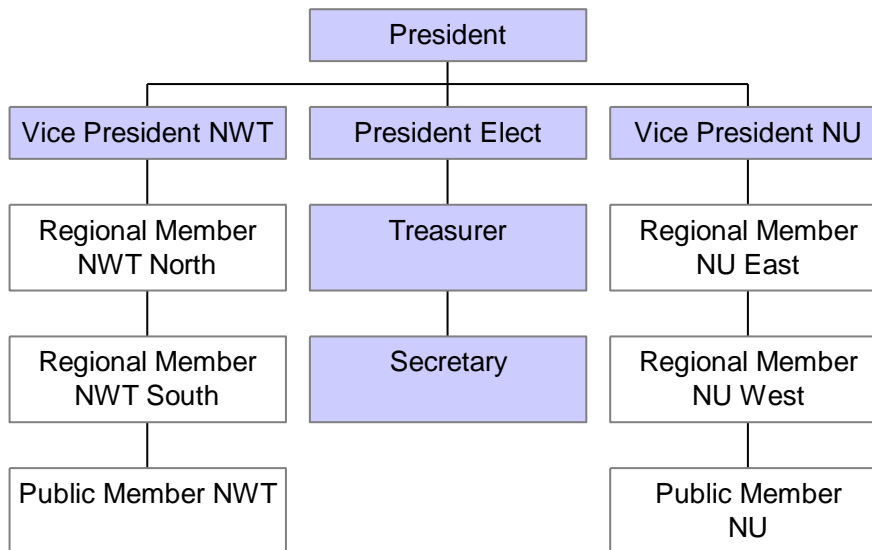 President
Vice President NWT
President Elect
Vice President NU
Regional Member
NWT North
Treasurer
Regional Member
NU East
Regional Member
NWT South
Secretary
Regional Member
NU West
Public Member NWT
Public Member
NU